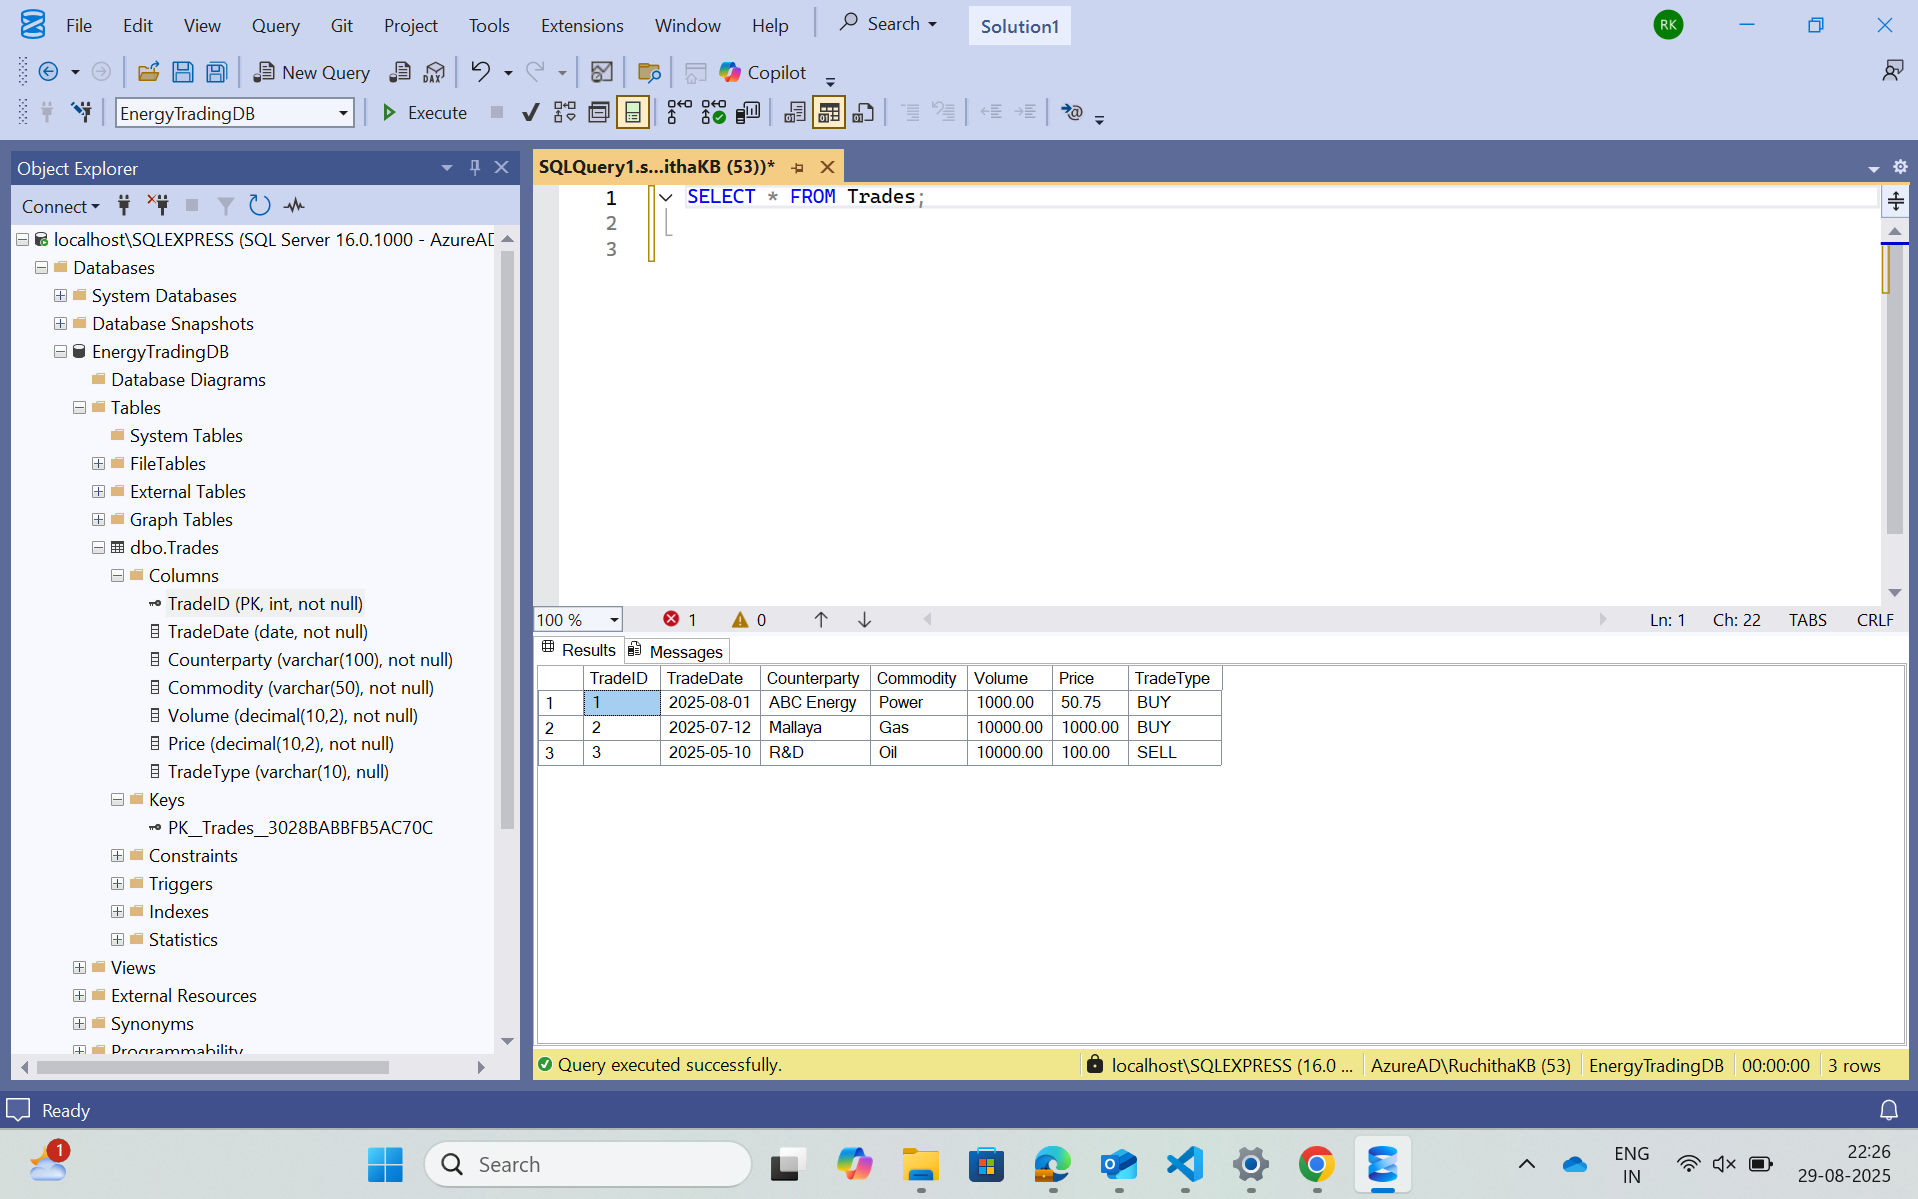 File Edit View Query Git Project Tools Extensions Window Help Search Solution1 RK
New Query DAX Copilot
EnergyTradingDB Execute
Object Explorer
Connect
localhost\SQLEXPRESS (SQL Server 16.0.1000 - AzureAD
Databases
System Databases
Database Snapshots
EnergyTradingDB
Database Diagrams
Tables
System Tables
FileTables
External Tables
Graph Tables
dbo.Trades
Columns
TradeID (PK, int, not null)
TradeDate (date, not null)
Counterparty (varchar(100), not null)
Commodity (varchar(50), not null)
Volume (decimal(10,2), not null)
Price (decimal(10,2), not null)
TradeType (varchar(10), null)
Keys
PK__Trades__3028BABBFB5AC70C
Constraints
Triggers
Indexes
Statistics
Views
External Resources
Synonyms
Programmability
SQLQuery1.s...ithaKB (53))*
1 SELECT * FROM Trades;
2
3
100 % 1 0 Ln: 1 Ch: 22 TABS CRLF
Results Messages
TradeID TradeDate Counterparty Commodity Volume Price TradeType
1 1 2025-08-01 ABC Energy Power 1000.00 50.75 BUY
2 2 2025-07-12 Mallaya Gas 10000.00 1000.00 BUY
3 3 2025-05-10 R&D Oil 10000.00 100.00 SELL
Query executed successfully. localhost\SQLEXPRESS (16.0 ... AzureAD\RuchithaKB (53) EnergyTradingDB 00:00:00 3 rows
Ready
1 Search ENG 22:26
IN 29-08-2025